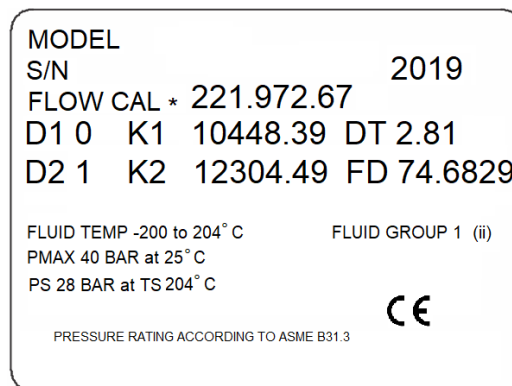 MODEL
S/N 2019
FLOW CAL * 221.972.67
D1 0 K1 10448.39 DT 2.81
D2 1 K2 12304.49 FD 74.6829
FLUID TEMP -200 to 204°C FLUID GROUP 1 (ii)
PMAX 40 BAR at 25°C
PS 28 BAR at TS 204°C
CE
PRESSURE RATING ACCORDING TO ASME B31.3